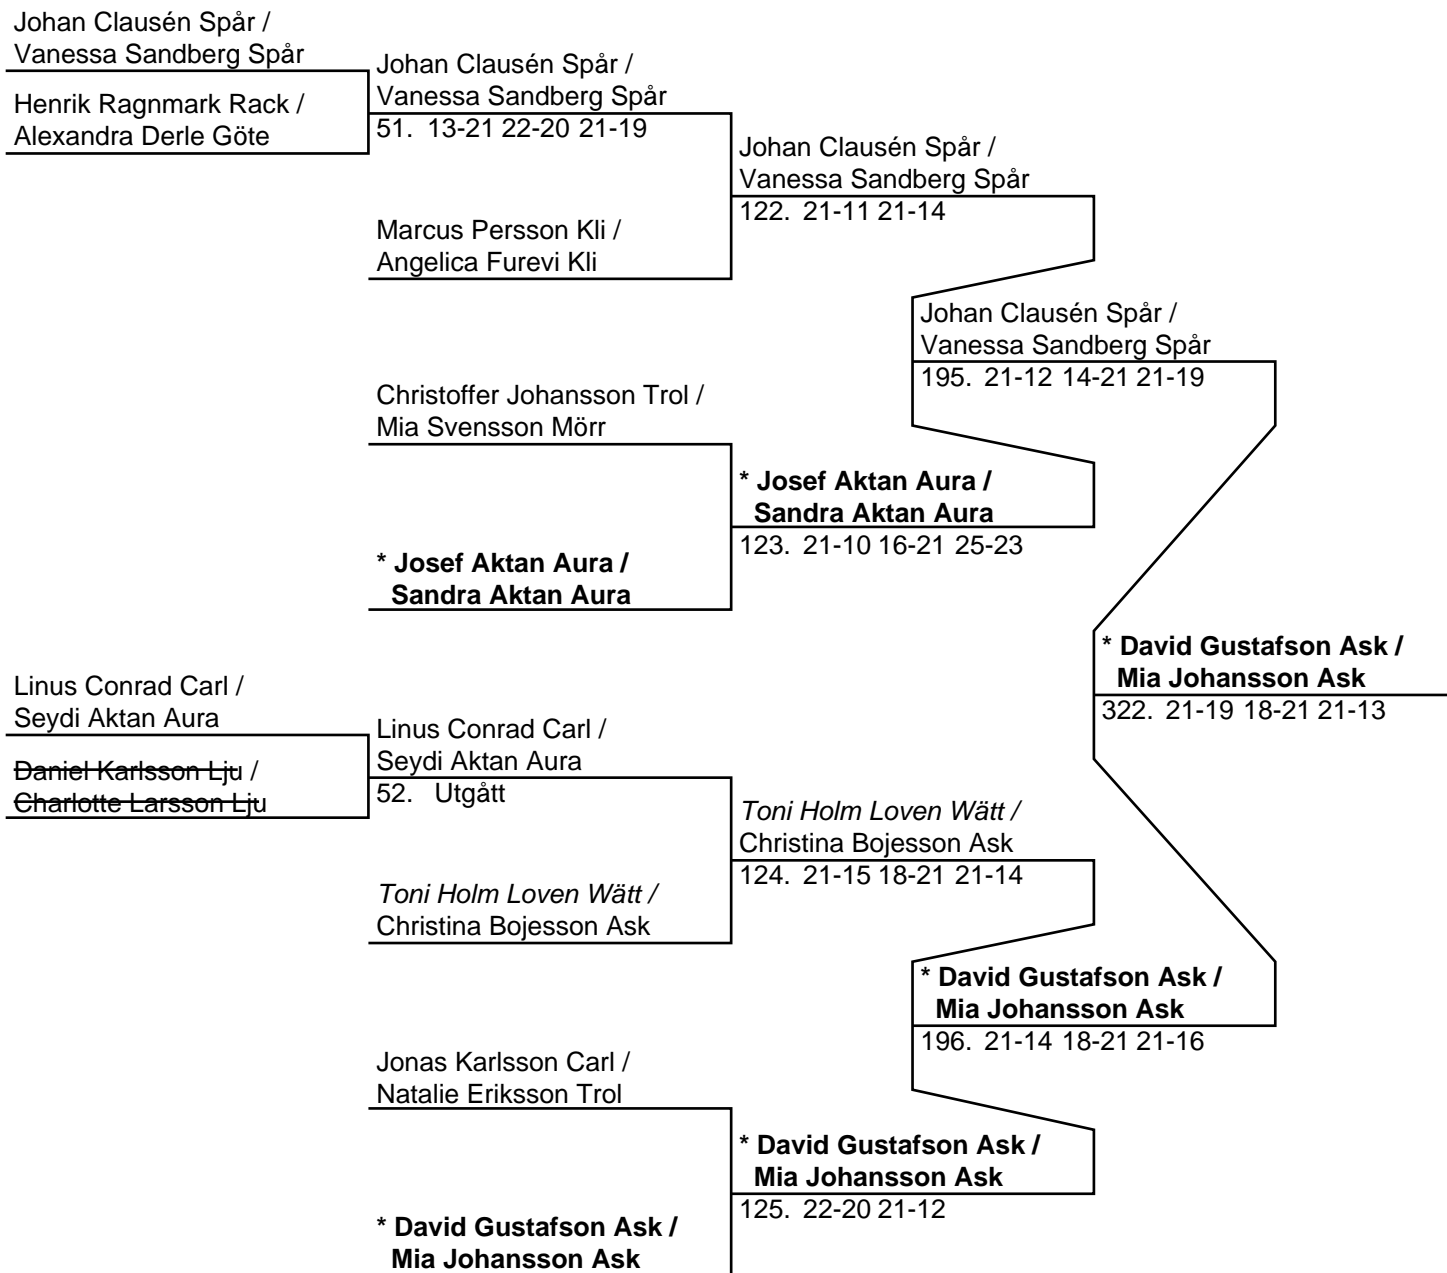 Johan Clausén Spår /
Vanessa Sandberg Spår
Henrik Ragnmark Rack /
Alexandra Derle Göte
Johan Clausén Spår /
Vanessa Sandberg Spår
51. 13-21 22-20 21-19
Marcus Persson Kli /
Angelica Furevi Kli
Johan Clausén Spår /
Vanessa Sandberg Spår
122. 21-11 21-14
Christoffer Johansson Trol /
Mia Svensson Mörr
* Josef Aktan Aura /
Sandra Aktan Aura
* Josef Aktan Aura /
Sandra Aktan Aura
123. 21-10 16-21 25-23
Johan Clausén Spår /
Vanessa Sandberg Spår
195. 21-12 14-21 21-19
Linus Conrad Carl /
Seydi Aktan Aura
Daniel Karlsson Lju /
Charlotte Larsson Lju
Linus Conrad Carl /
Seydi Aktan Aura
52. Utgått
Toni Holm Loven Wätt /
Christina Bojesson Ask
Toni Holm Loven Wätt /
Christina Bojesson Ask
124. 21-15 18-21 21-14
Jonas Karlsson Carl /
Natalie Eriksson Trol
* David Gustafson Ask /
Mia Johansson Ask
* David Gustafson Ask /
Mia Johansson Ask
125. 22-20 21-12
* David Gustafson Ask /
Mia Johansson Ask
196. 21-14 18-21 21-16
* David Gustafson Ask /
Mia Johansson Ask
322. 21-19 18-21 21-13